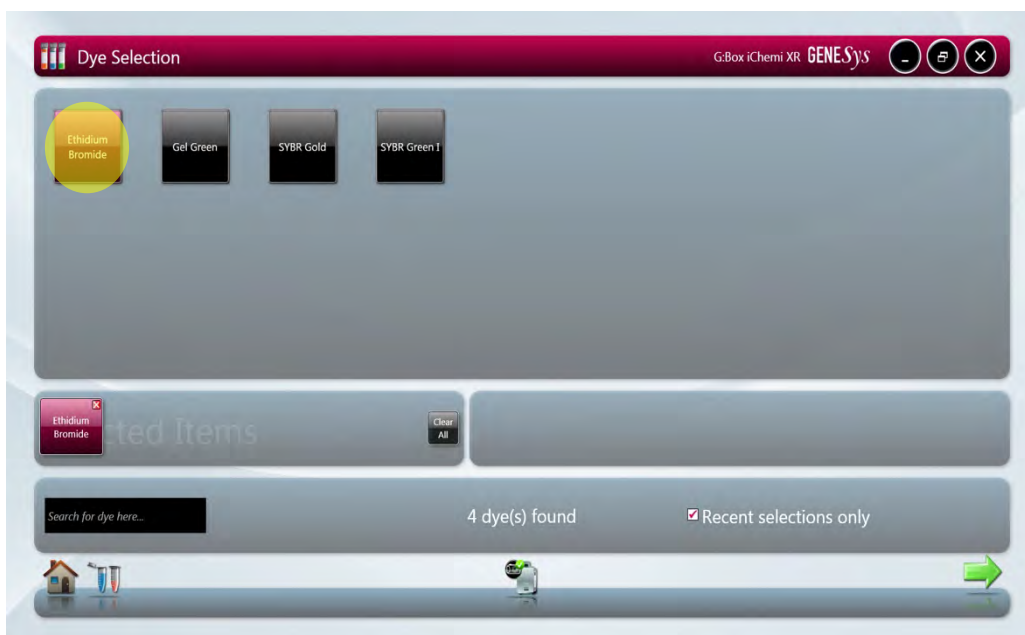 Dye Selection
G:Box iChemi XR GENESys
Ethidium
Bromide
Gel Green
SYBR Gold
SYBR Green I
Ethidium
Bromide
cted Items
Clear
All
Search for dye here...
4 dye(s) found
Recent selections only